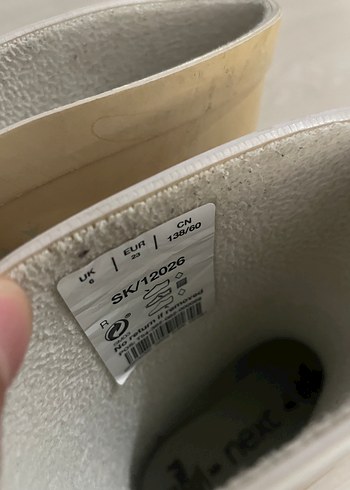 UK | EUR | CN
6 | 23 | 138/60
SK/12026
R
No return if removed
next